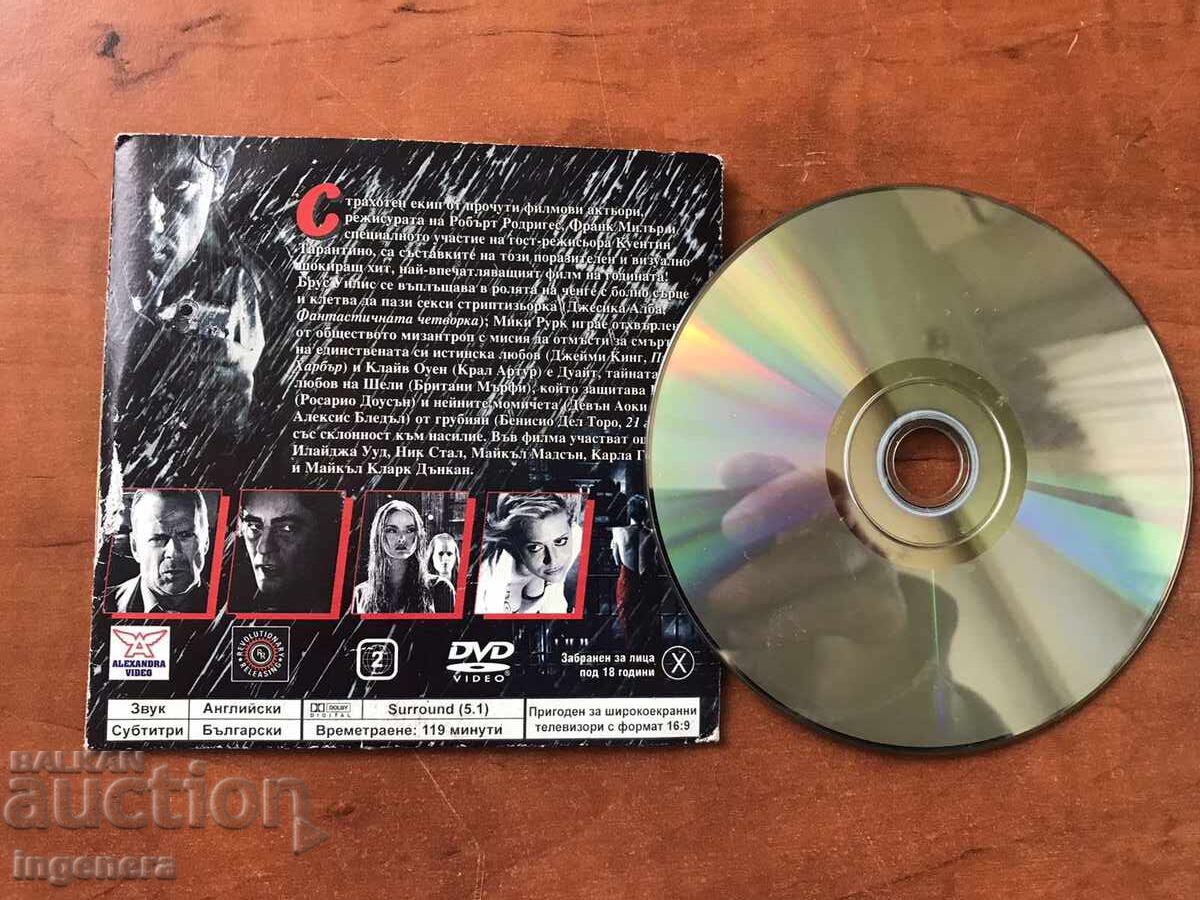 Страхотен екип от прочути филмови актьори,
режисурата на Робърт Родригес, Франк Милър и
специалното участие на гост-режисьора Куентин
Тарантино, са съставките на този поразителен и визуално
шокиращ хит, най-впечатляващият филм на годината!
Брус Уилис се въплъщава в ролята на ченге с болно сърце
и клетва да пази секси стриптизьорка (Джесика Алба,
Фантастичната четворка); Мики Рурк играе отхвърлен
от обществото мизантроп с мисия да отмъсти за смърт
на единствената си истинска любов (Джейми Кинг,
Харбър) и Клайв Оуен (Крал Артур) е Дуайт, тайната
любов на Шели (Британи Мърфи), който защитава
(Росарио Доусън) и нейните момичета (Девън Аоки
Алексис Бледъл) от грубиян (Бенисио Дел Торо, 21
със склонност към насилие. Във филма участват ощ
Илайджа Ууд, Ник Стал, Майкъл Мадсън, Карла Г
и Майкъл Кларк Дънкан.
ALEXANDRA
VIDEO
REVOLUTIONARY
RR
RELEASING
2
DVD
VIDEO
Забранен за лица
под 18 години
X
Звук Английски DOLBY DIGITAL Surround (5.1)
Субтитри Български Времетраене: 119 минути
Пригоден за широкоекранни
телевизори с формат 16:9
BALKAN
auction
ingenera